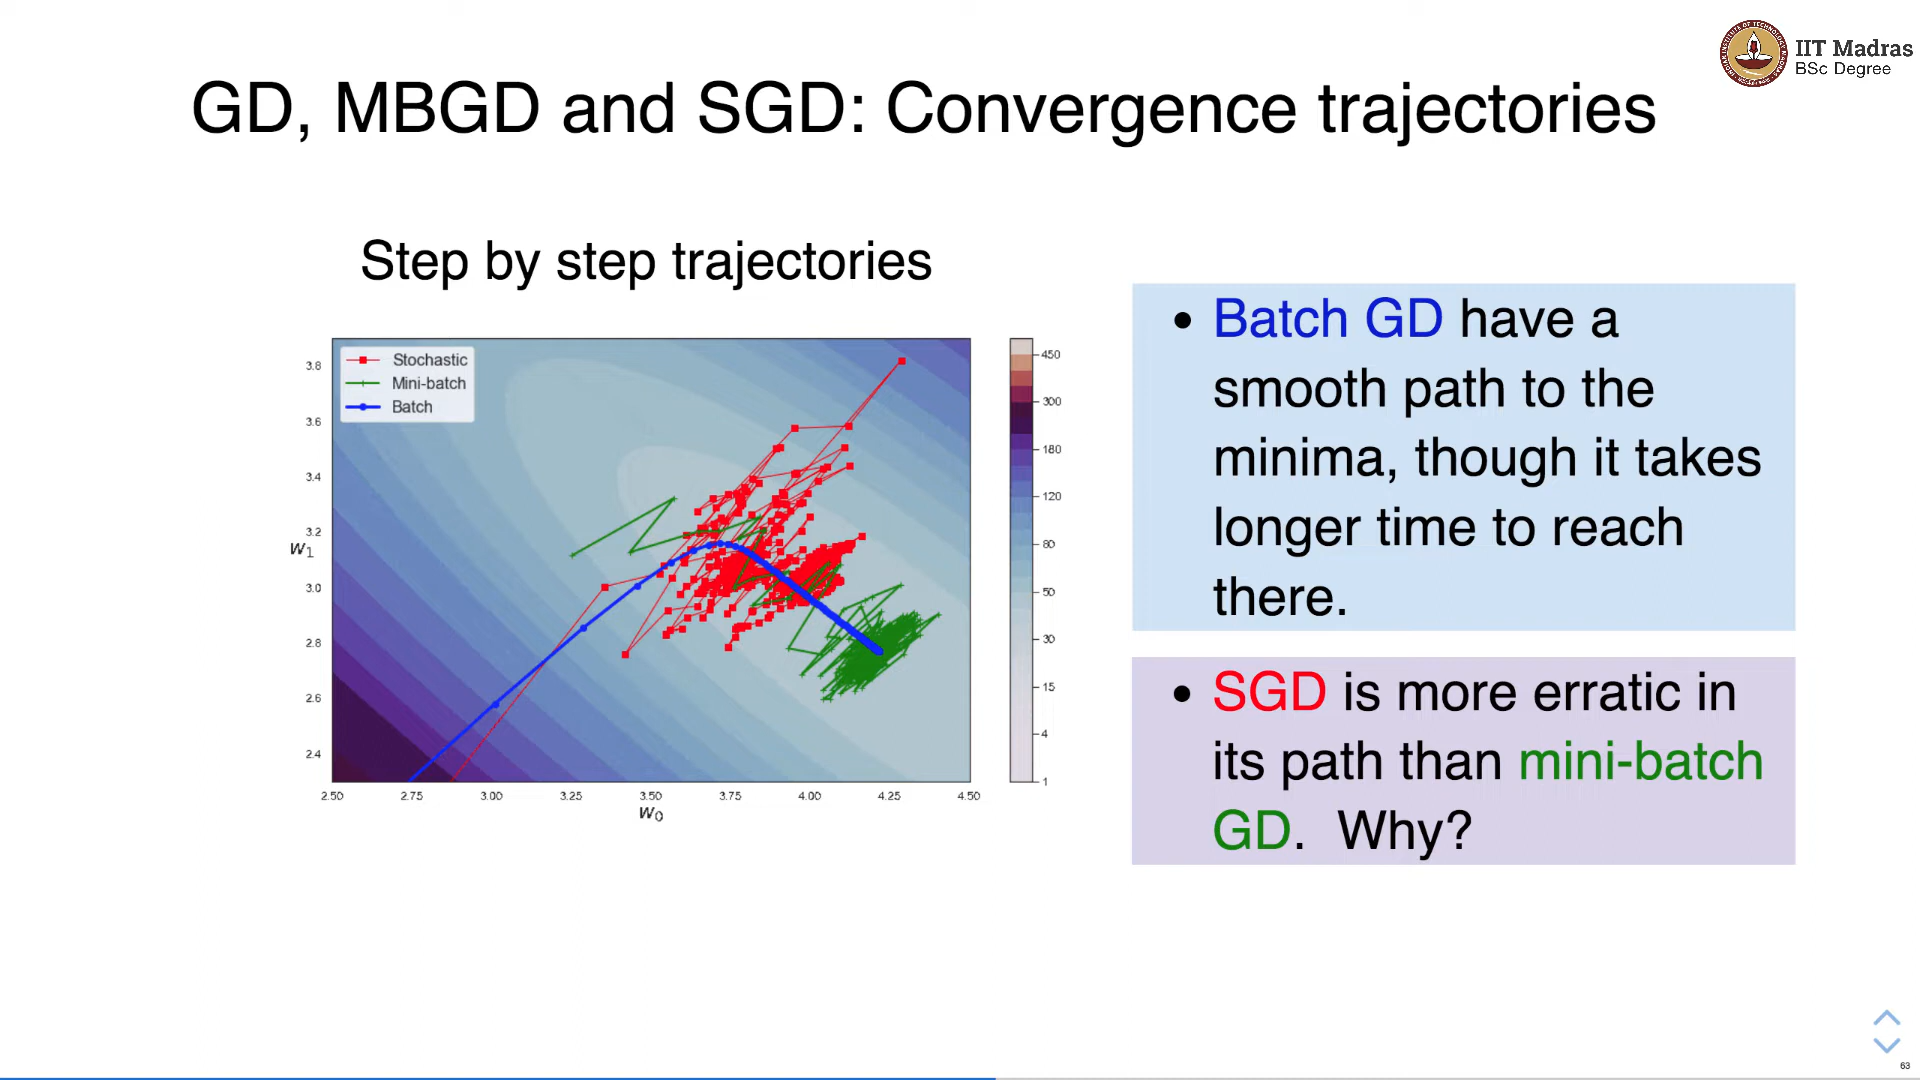 IIT Madras
BSc Degree
GD, MBGD and SGD: Convergence trajectories
Step by step trajectories
Stochastic
Mini-batch
Batch
3.8
3.6
3.4
3.2
3.0
2.8
2.6
2.4
w1
2.50 2.75 3.00 3.25 3.50 3.75 4.00 4.25 4.50
w0
450
300
180
120
80
50
30
15
4
1
• Batch GD have a
smooth path to the
minima, though it takes
longer time to reach
there.
• SGD is more erratic in
its path than mini-batch
GD. Why?
63